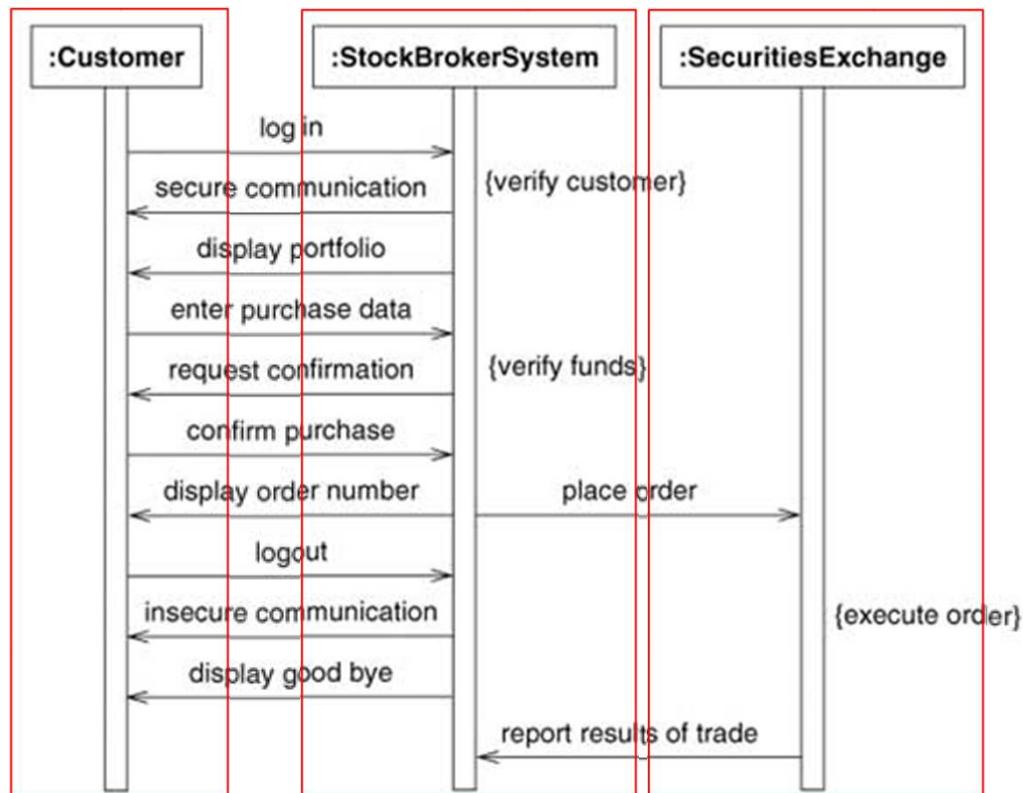 :Customer
:StockBrokerSystem
:SecuritiesExchange
log in
{verify customer}
secure communication
display portfolio
enter purchase data
{verify funds}
request confirmation
confirm purchase
display order number
place order
logout
insecure communication
{execute order}
display good bye
report results of trade